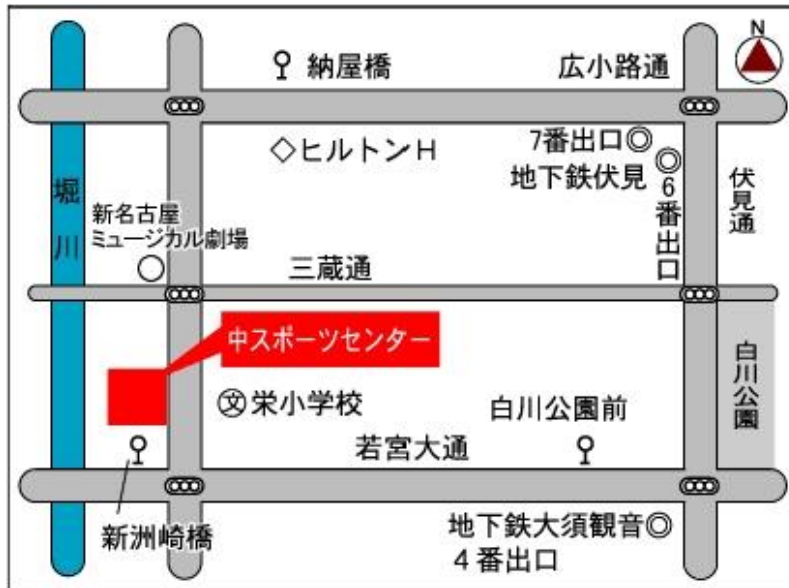 N
納屋橋
広小路通
7番出口
地下鉄伏見
6番出口
ヒルトンH
伏見通
堀川
新名古屋
ミュージカル劇場
三蔵通
中スポーツセンター
文
栄小学校
白川公園前
白川公園
若宮大通
新洲崎橋
地下鉄大須観音
4番出口